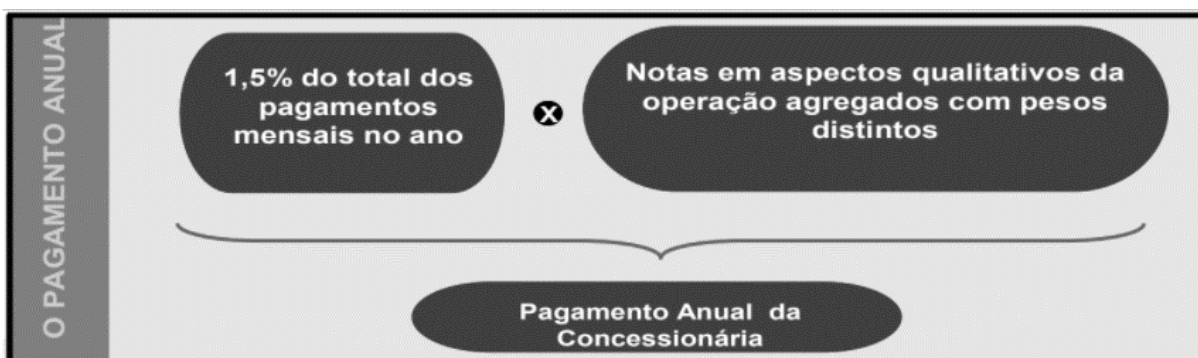 O PAGAMENTO ANUAL
1,5% do total dos
pagamentos
mensais no ano
X
Notas em aspectos qualitativos da
operação agregados com pesos
distintos
Pagamento Anual da
Concessionária